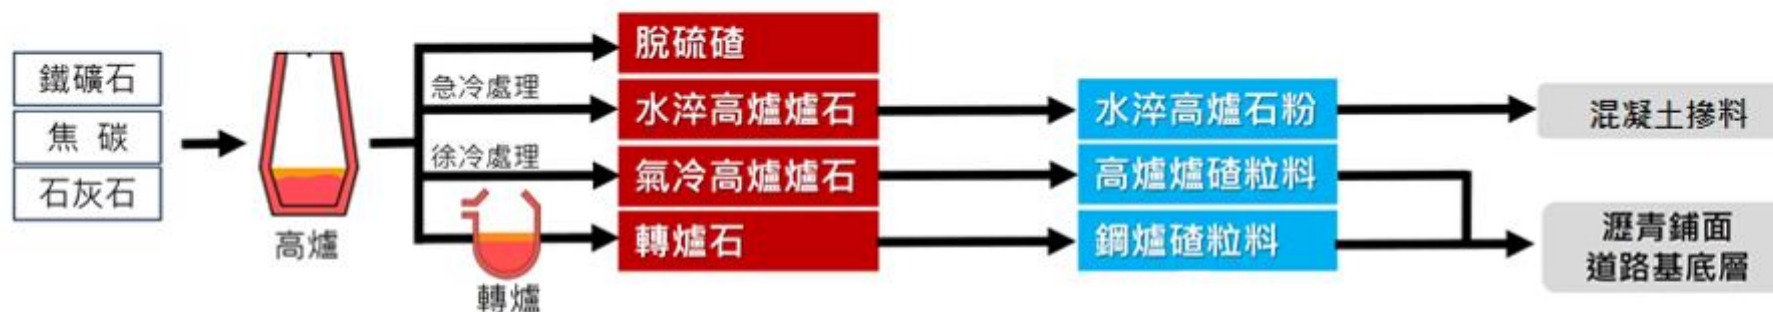 鐵礦石
焦 碳
石灰石
高爐
急冷處理
徐冷處理
轉爐
脫硫碴
水淬高爐爐石
氣冷高爐爐石
轉爐石
水淬高爐石粉
高爐爐碴粒料
鋼爐碴粒料
混凝土摻料
瀝青鋪面
道路基底層